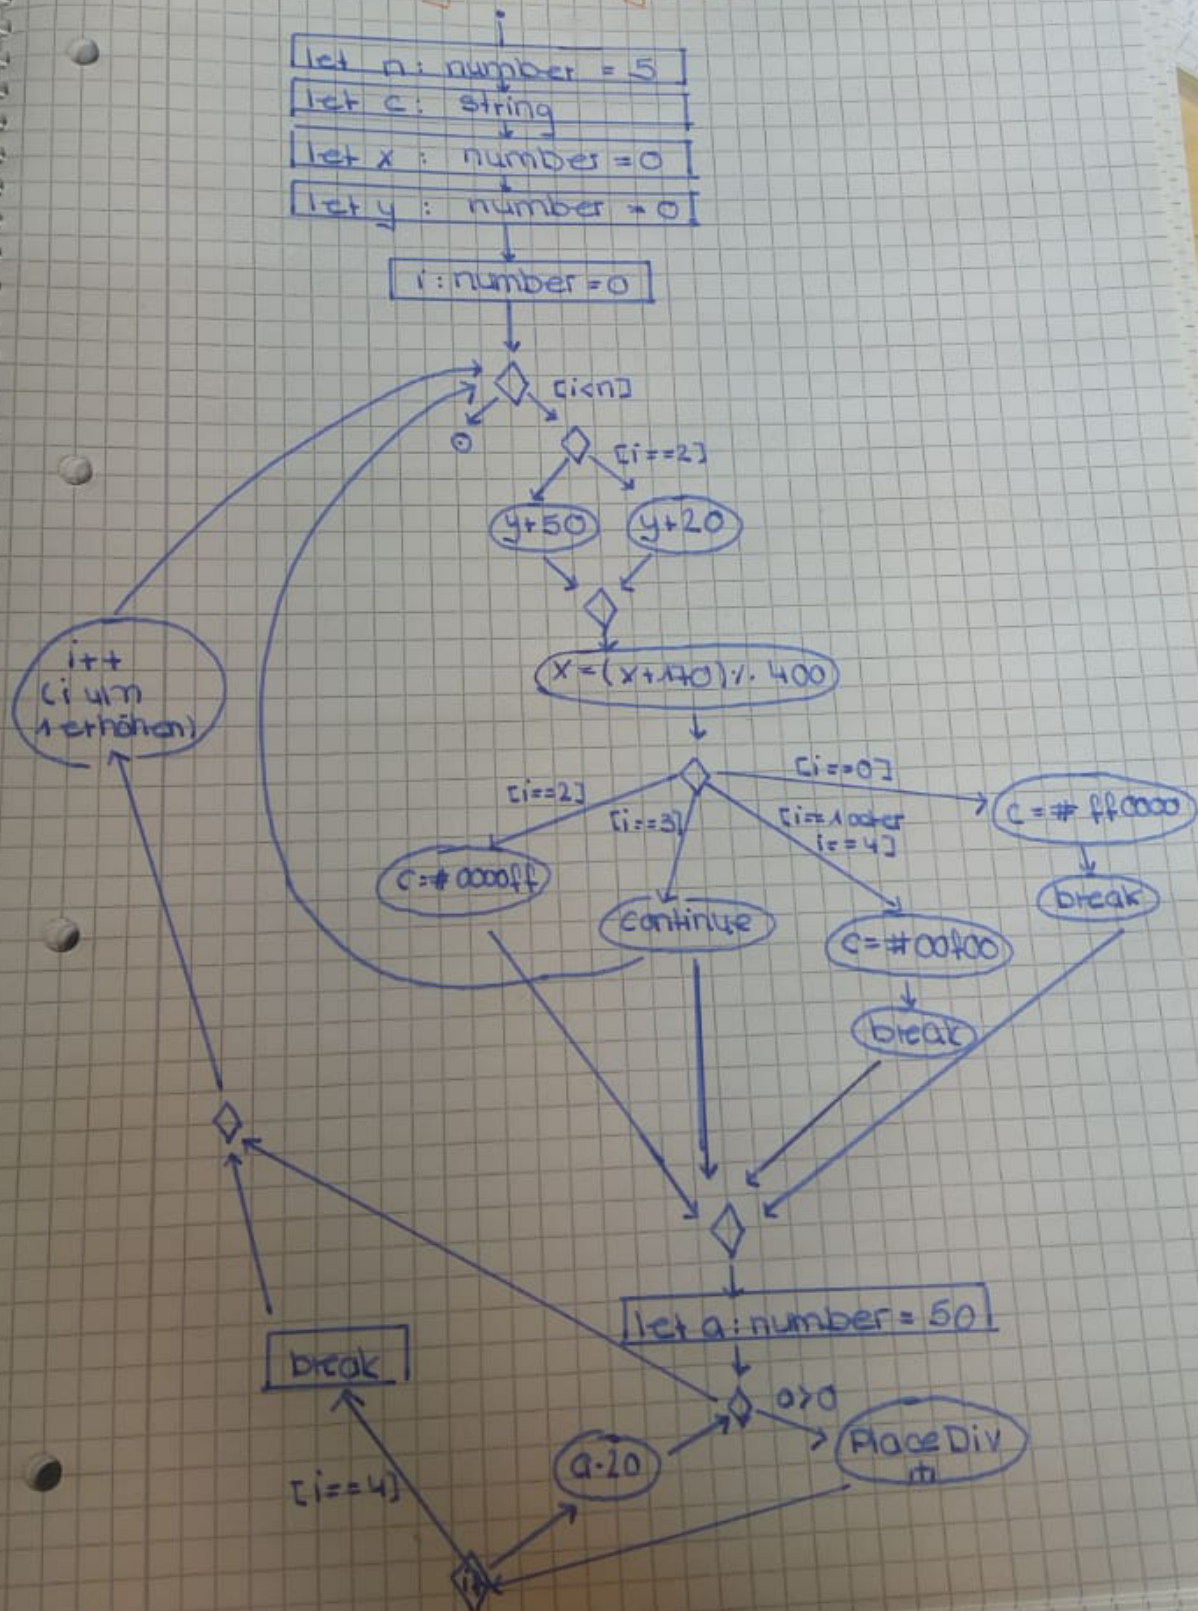 let n: number = 5
let c: string
let x: number = 0
let y: number = 0
i: number = 0
[i<n]
[i==2]
y+50
y+20
x=(x+170)% 400
i++
(i um
1 erhöhen)
[i==0]
[i==2]
[i==3]
[i==1 oder
i==4]
c=# ff0000
c=#0000ff
break
continue
c=#00f00
break
let a: number = 50
break
a>0
PlaceDiv
a-20
[i==4]
if